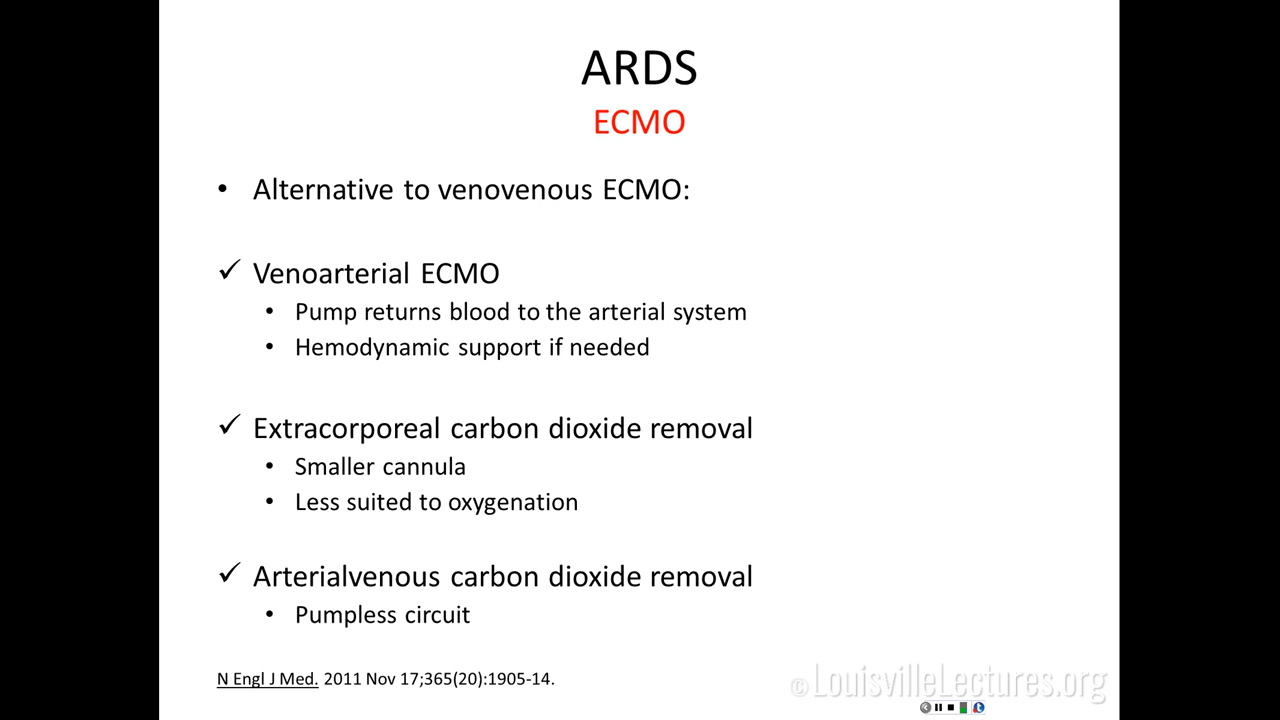 ARDS
ECMO
• Alternative to venovenous ECMO:
✓ Venoarterial ECMO
• Pump returns blood to the arterial system
• Hemodynamic support if needed
✓ Extracorporeal carbon dioxide removal
• Smaller cannula
• Less suited to oxygenation
✓ Arterialvenous carbon dioxide removal
• Pumpless circuit
N Engl J Med. 2011 Nov 17;365(20):1905-14.
© LouisvilleLectures.org